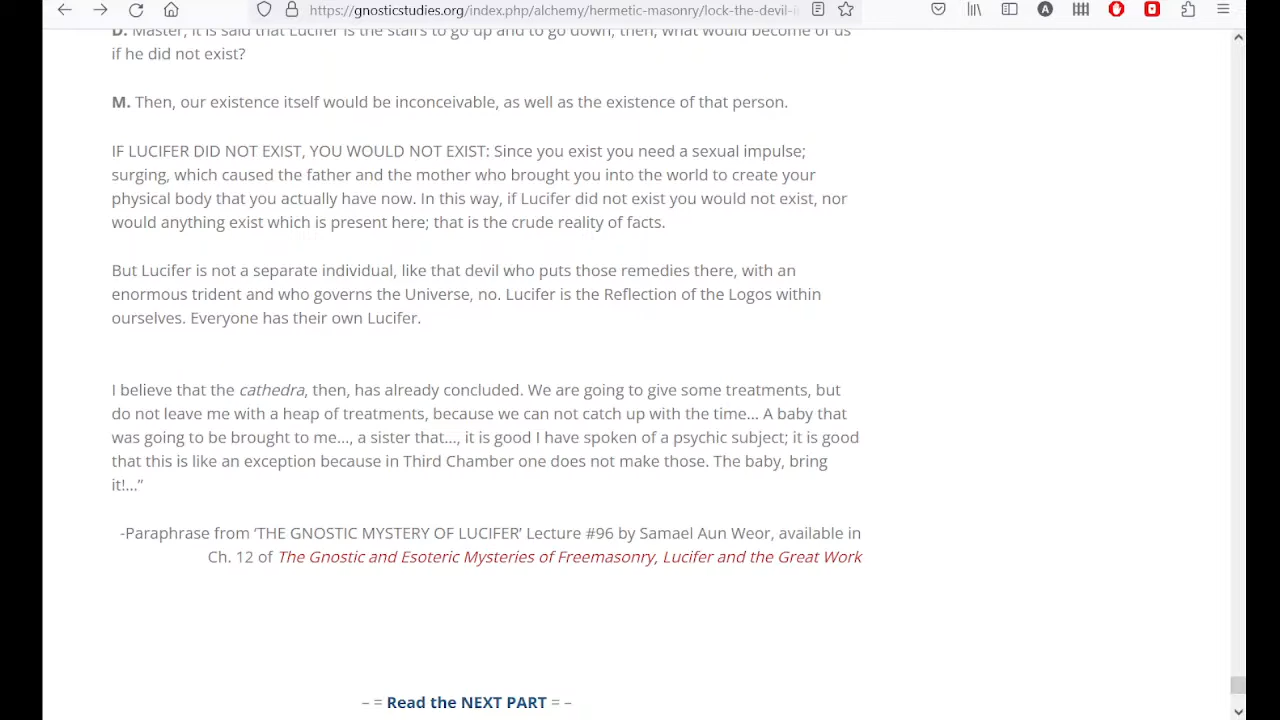 https://gnosticstudies.org/index.php/alchemy/hermetic-masonry/lock-the-devil-i
D. Master, it is said that Lucifer is the stairs to go up and to go down, then, what would become of us
if he did not exist?
M. Then, our existence itself would be inconceivable, as well as the existence of that person.
IF LUCIFER DID NOT EXIST, YOU WOULD NOT EXIST: Since you exist you need a sexual impulse;
surging, which caused the father and the mother who brought you into the world to create your
physical body that you actually have now. In this way, if Lucifer did not exist you would not exist, nor
would anything exist which is present here; that is the crude reality of facts.
But Lucifer is not a separate individual, like that devil who puts those remedies there, with an
enormous trident and who governs the Universe, no. Lucifer is the Reflection of the Logos within
ourselves. Everyone has their own Lucifer.
I believe that the cathedra, then, has already concluded. We are going to give some treatments, but
do not leave me with a heap of treatments, because we can not catch up with the time... A baby that
was going to be brought to me..., a sister that..., it is good I have spoken of a psychic subject; it is good
that this is like an exception because in Third Chamber one does not make those. The baby, bring
it!...”
-Paraphrase from ‘THE GNOSTIC MYSTERY OF LUCIFER’ Lecture #96 by Samael Aun Weor, available in
Ch. 12 of The Gnostic and Esoteric Mysteries of Freemasonry, Lucifer and the Great Work
– = Read the NEXT PART = –